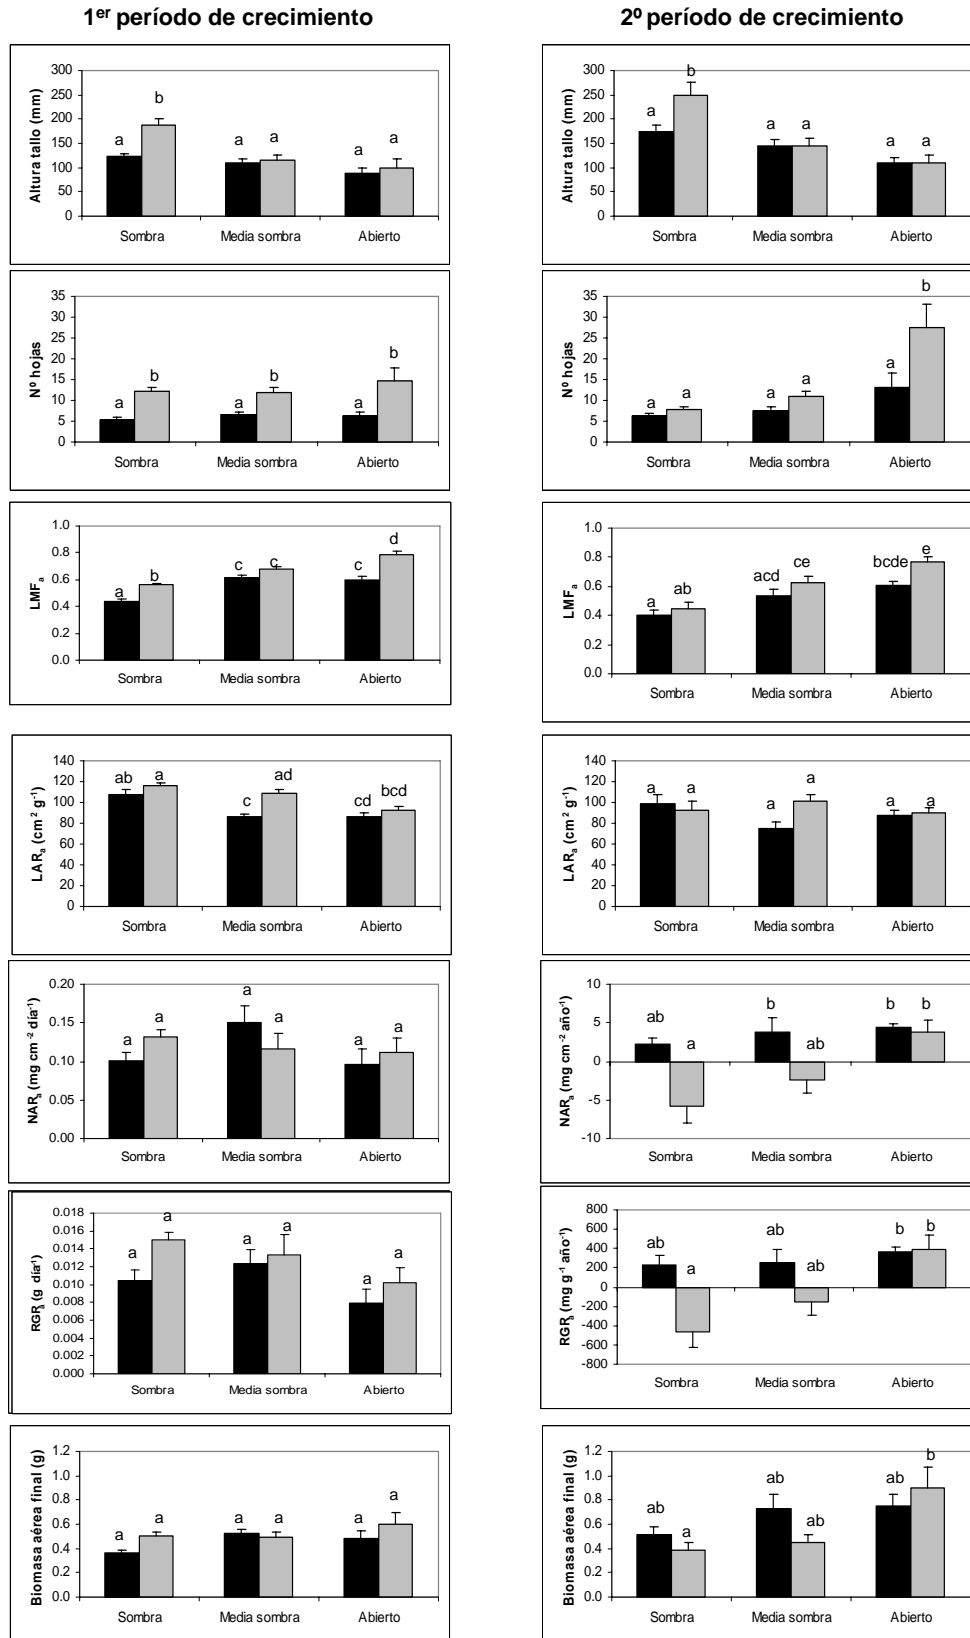 1er período de crecimiento
2º período de crecimiento
Altura tallo (mm)
300
250
200
150
100
50
0
a b a a a a
Sombra Media sombra Abierto
Altura tallo (mm)
300
250
200
150
100
50
0
a b a a a a
Sombra Media sombra Abierto
Nº hojas
35
30
25
20
15
10
5
0
a b a b a b
Sombra Media sombra Abierto
Nº hojas
35
30
25
20
15
10
5
0
a a a a a b
Sombra Media sombra Abierto
LMFa
1.0
0.8
0.6
0.4
0.2
0.0
a b c c c d
Sombra Media sombra Abierto
LMFa
1.0
0.8
0.6
0.4
0.2
0.0
a ab acd ce bcde e
Sombra Media sombra Abierto
LARa (cm2 g-1)
140
120
100
80
60
40
20
0
ab a c ad cd bcd
Sombra Media sombra Abierto
LARa (cm2 g-1)
140
120
100
80
60
40
20
0
a a a a a a
Sombra Media sombra Abierto
NARa (mg cm-2 día-1)
0.20
0.15
0.10
0.05
0.00
a a a a a a
Sombra Media sombra Abierto
NARa (mg cm-2 año-1)
10
5
0
-5
-10
ab a b ab b b
Sombra Media sombra Abierto
RGRa (g día-1)
0.018
0.016
0.014
0.012
0.010
0.008
0.006
0.004
0.002
0.000
a a a a a a
Sombra Media sombra Abierto
RGRa (mg g-1 año-1)
800
600
400
200
0
-200
-400
-600
-800
ab a ab ab b b
Sombra Media sombra Abierto
Biomasa aérea final (g)
1.2
1.0
0.8
0.6
0.4
0.2
0.0
a a a a a a
Sombra Media sombra Abierto
Biomasa aérea final (g)
1.2
1.0
0.8
0.6
0.4
0.2
0.0
ab a ab ab ab b
Sombra Media sombra Abierto